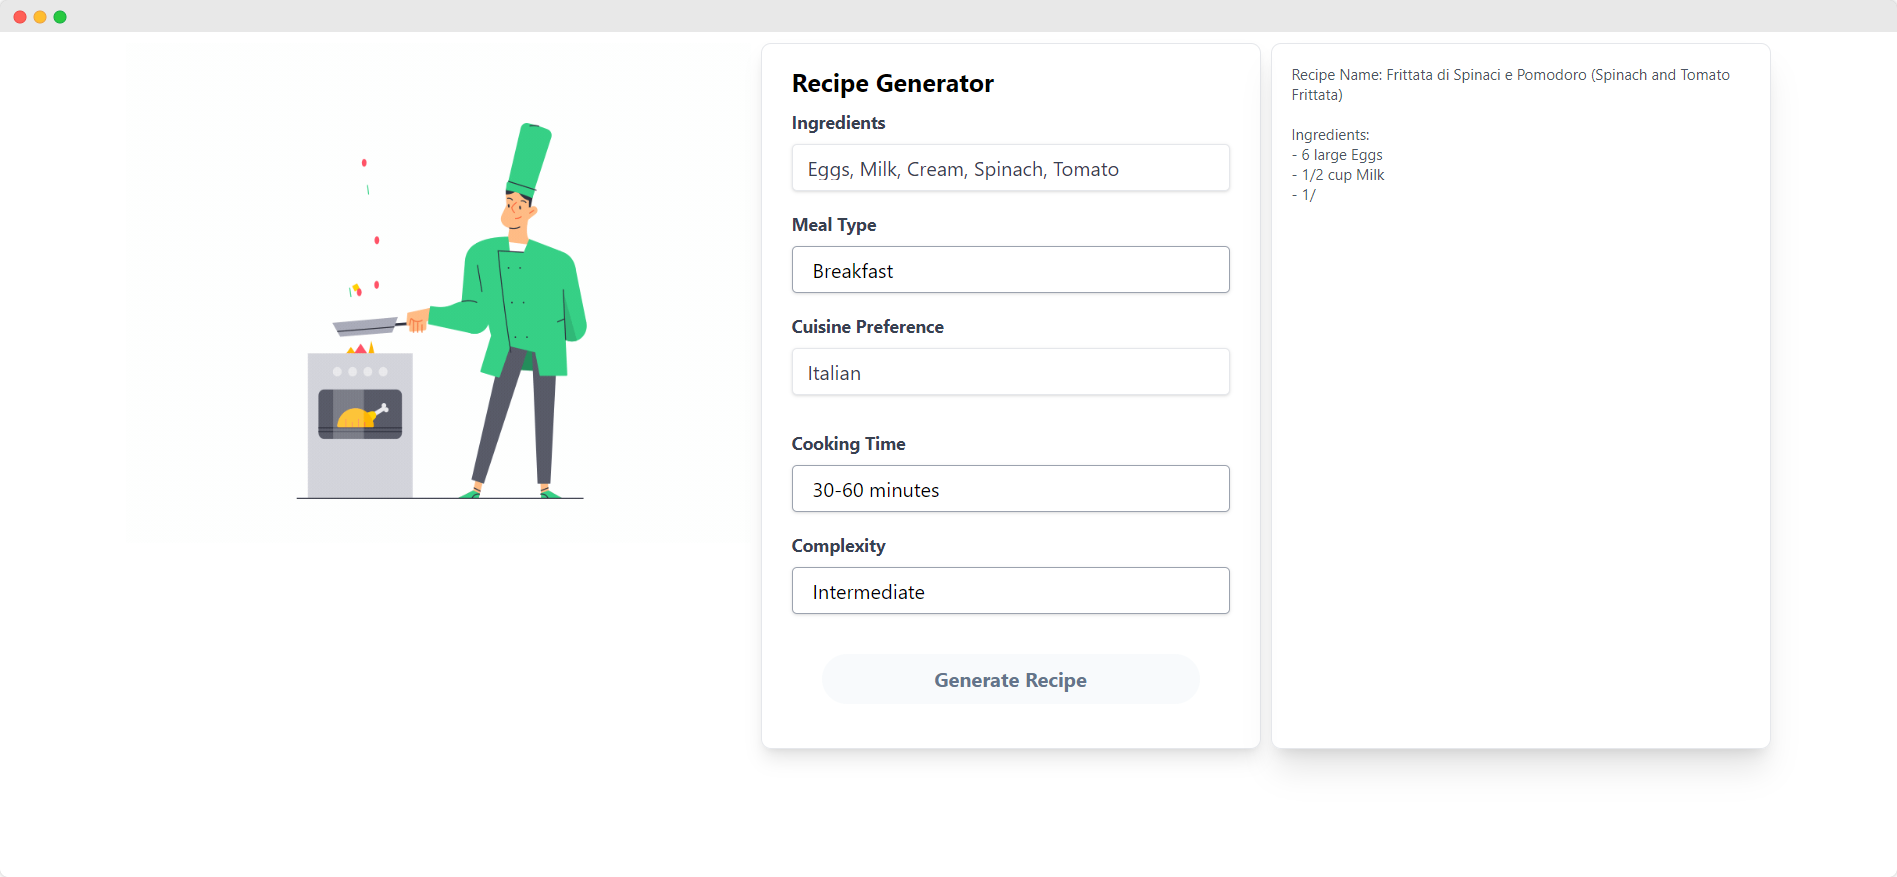 Recipe Generator
Ingredients
Eggs, Milk, Cream, Spinach, Tomato
Meal Type
Breakfast
Cuisine Preference
Italian
Cooking Time
30-60 minutes
Complexity
Intermediate
Generate Recipe
Recipe Name: Frittata di Spinaci e Pomodoro (Spinach and Tomato
Frittata)
Ingredients:
- 6 large Eggs
- 1/2 cup Milk
- 1/